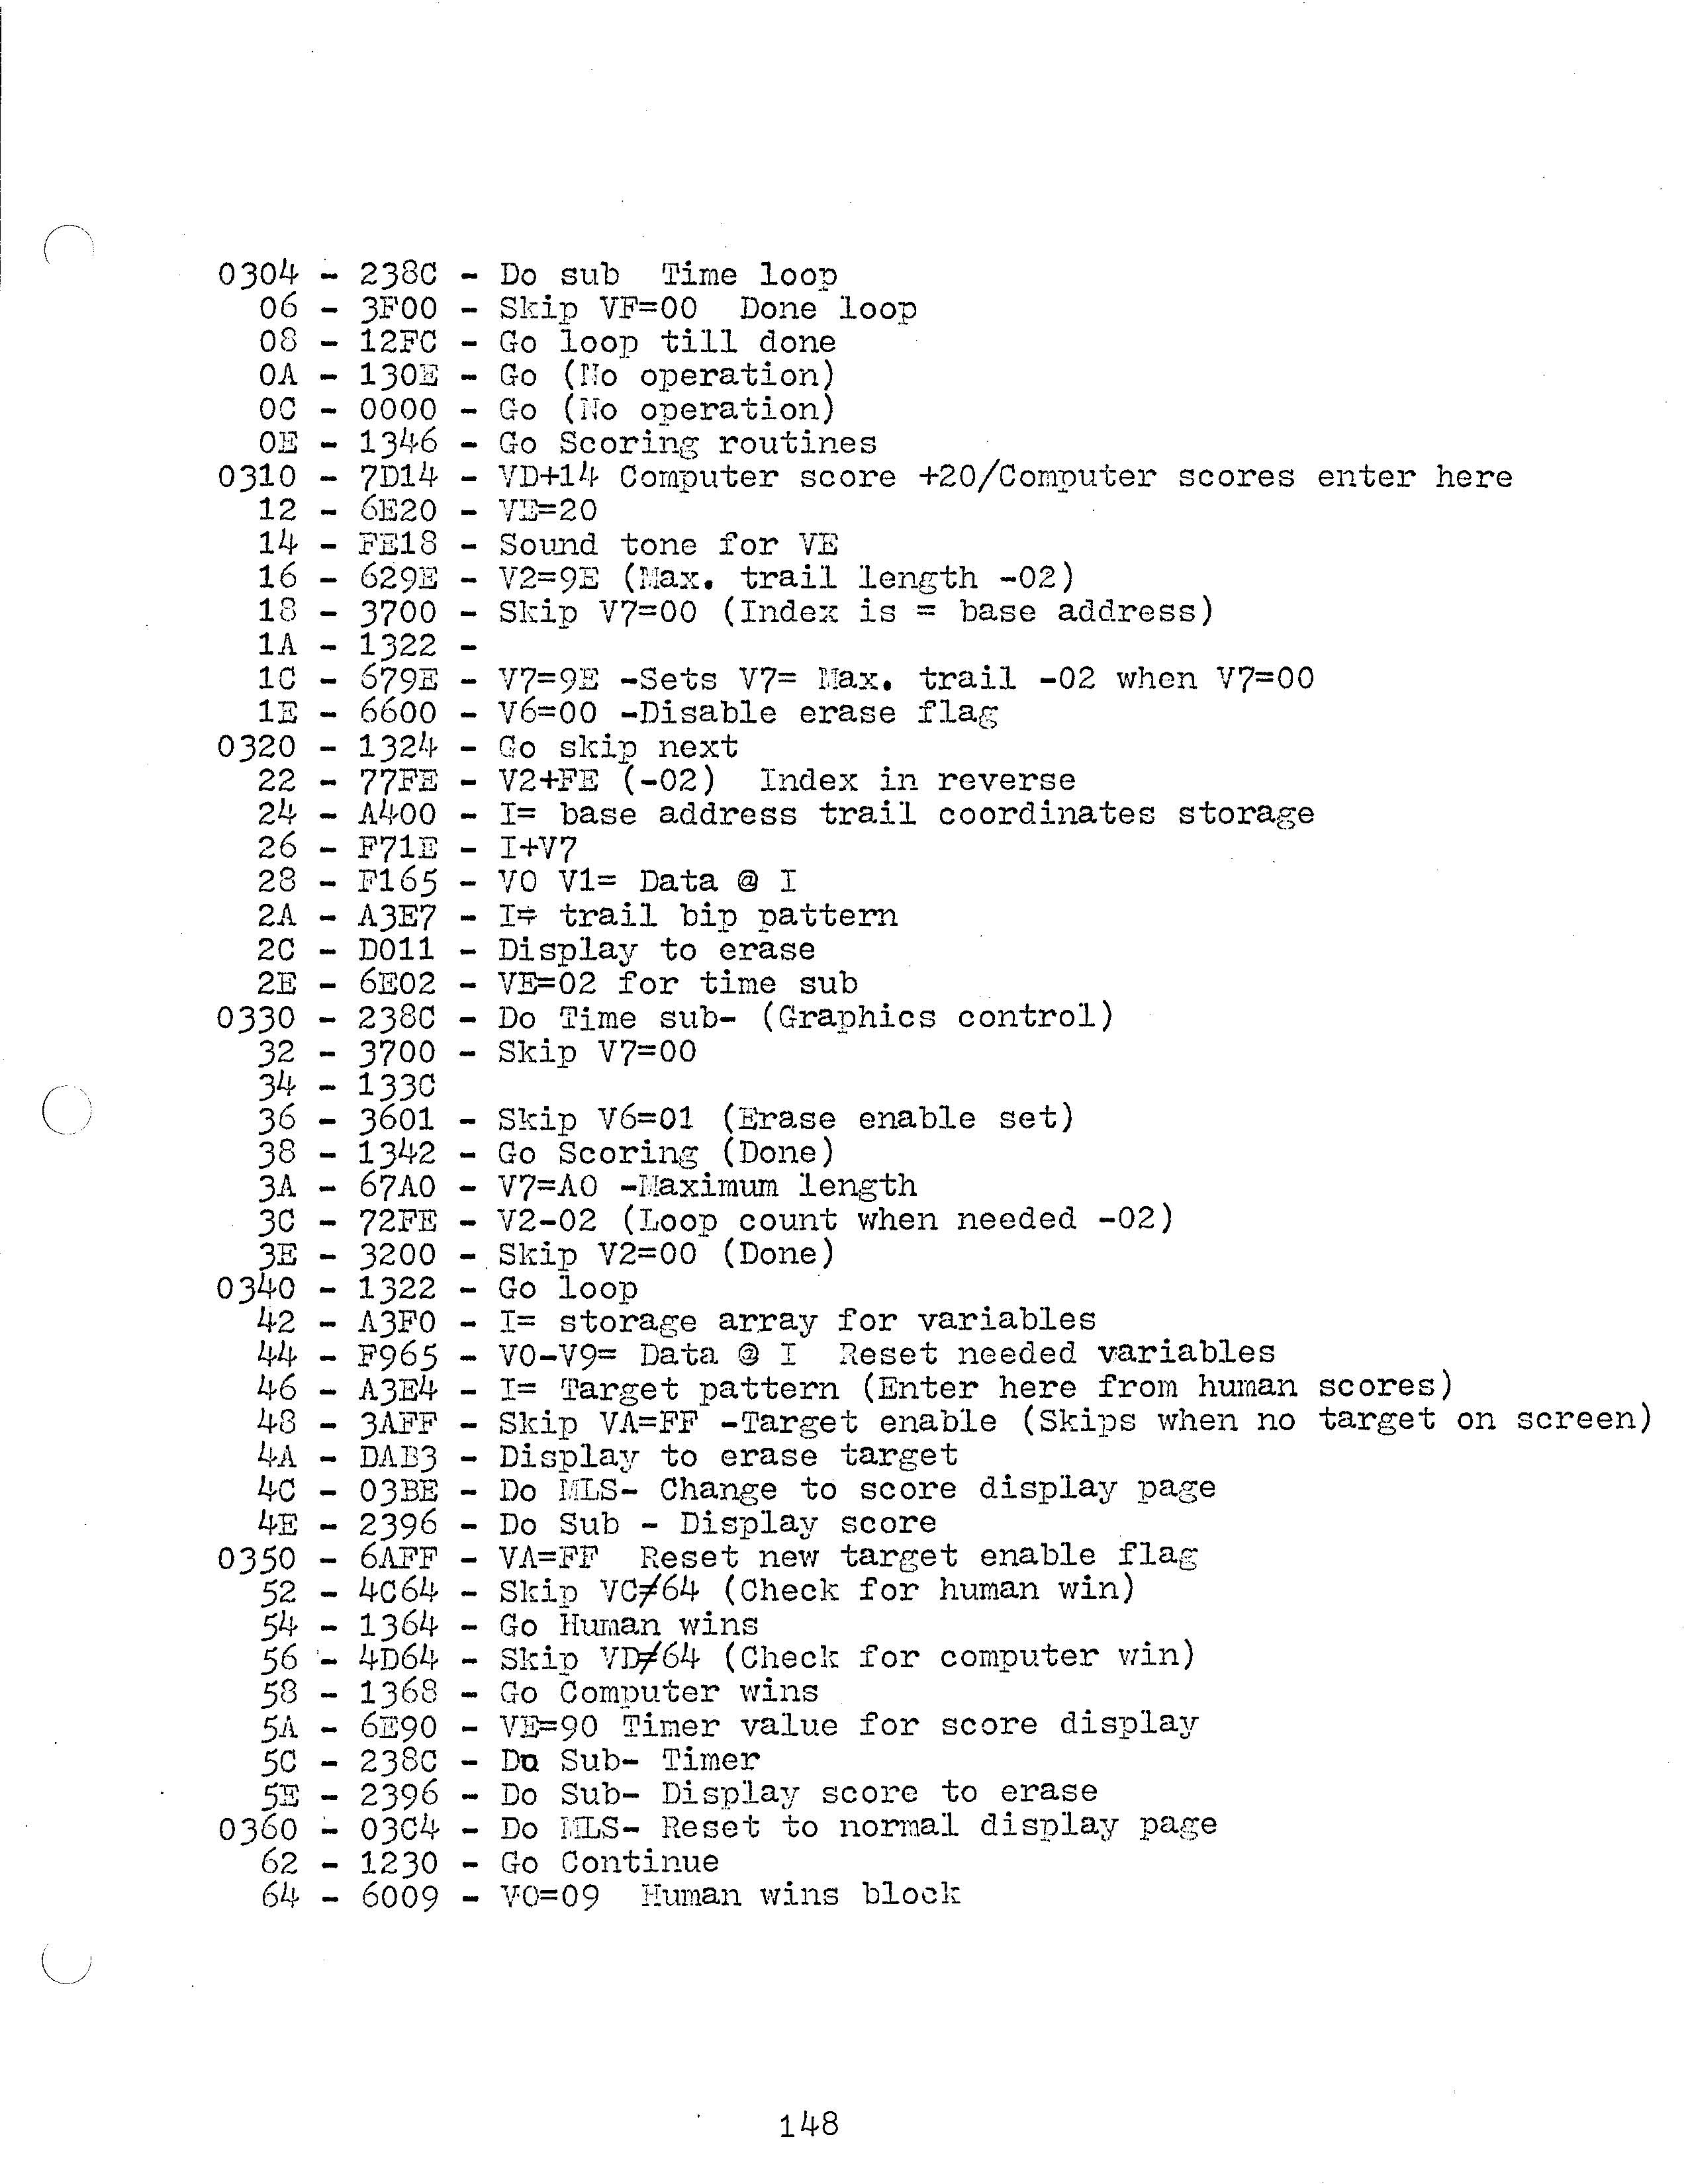 0304 - 238C - Do sub  Time loop
06 - 3F00 - Skip VF=00  Done loop
08 - 12FC - Go loop till done
0A - 130E - Go (No operation)
0C - 0000 - Go (No operation)
0E - 1346 - Go Scoring routines
0310 - 7D14 - VD+14 Computer score +20/Computer scores enter here
12 - 6E20 - VE=20
14 - FE18 - Sound tone for VE
16 - 629E - V2=9E (Max. trail length -02)
18 - 3700 - Skip V7=00 (Index is = base address)
1A - 1322 -
1C - 679E - V7=9E -Sets V7= Max. trail -02 when V7=00
1E - 6600 - V6=00 -Disable erase flag
0320 - 1324 - Go skip next
22 - 77FE - V2+FE (-02)  Index in reverse
24 - A400 - I= base address trail coordinates storage
26 - F71E - I+V7
28 - F165 - V0 V1= Data @ I
2A - A3E7 - I= trail bip pattern
2C - D011 - Display to erase
2E - 6E02 - VE=02 for time sub
0330 - 238C - Do Time sub- (Graphics control)
32 - 3700 - Skip V7=00
34 - 133C
36 - 3601 - Skip V6=01 (Erase enable set)
38 - 1342 - Go Scoring (Done)
3A - 67A0 - V7=A0 -Maximum length
3C - 72FE - V2-02 (Loop count when needed -02)
3E - 3200 - Skip V2=00 (Done)
0340 - 1322 - Go loop
42 - A3F0 - I= storage array for variables
44 - F965 - V0-V9= Data @ I  Reset needed variables
46 - A3E4 - I= Target pattern (Enter here from human scores)
48 - 3AFF - Skip VA=FF -Target enable (Skips when no target on screen)
4A - DAB3 - Display to erase target
4C - 03BE - Do MLS- Change to score display page
4E - 2396 - Do Sub - Display score
0350 - 6AFF - VA=FF  Reset new target enable flag
52 - 4C64 - Skip VC≠64 (Check for human win)
54 - 1364 - Go Human wins
56 - 4D64 - Skip VD≠64 (Check for computer win)
58 - 1368 - Go Computer wins
5A - 6E90 - VE=90 Timer value for score display
5C - 238C - Do Sub- Timer
5E - 2396 - Do Sub- Display score to erase
0360 - 03C4 - Do MLS- Reset to normal display page
62 - 1230 - Go Continue
64 - 6009 - V0=09  Human wins block
148